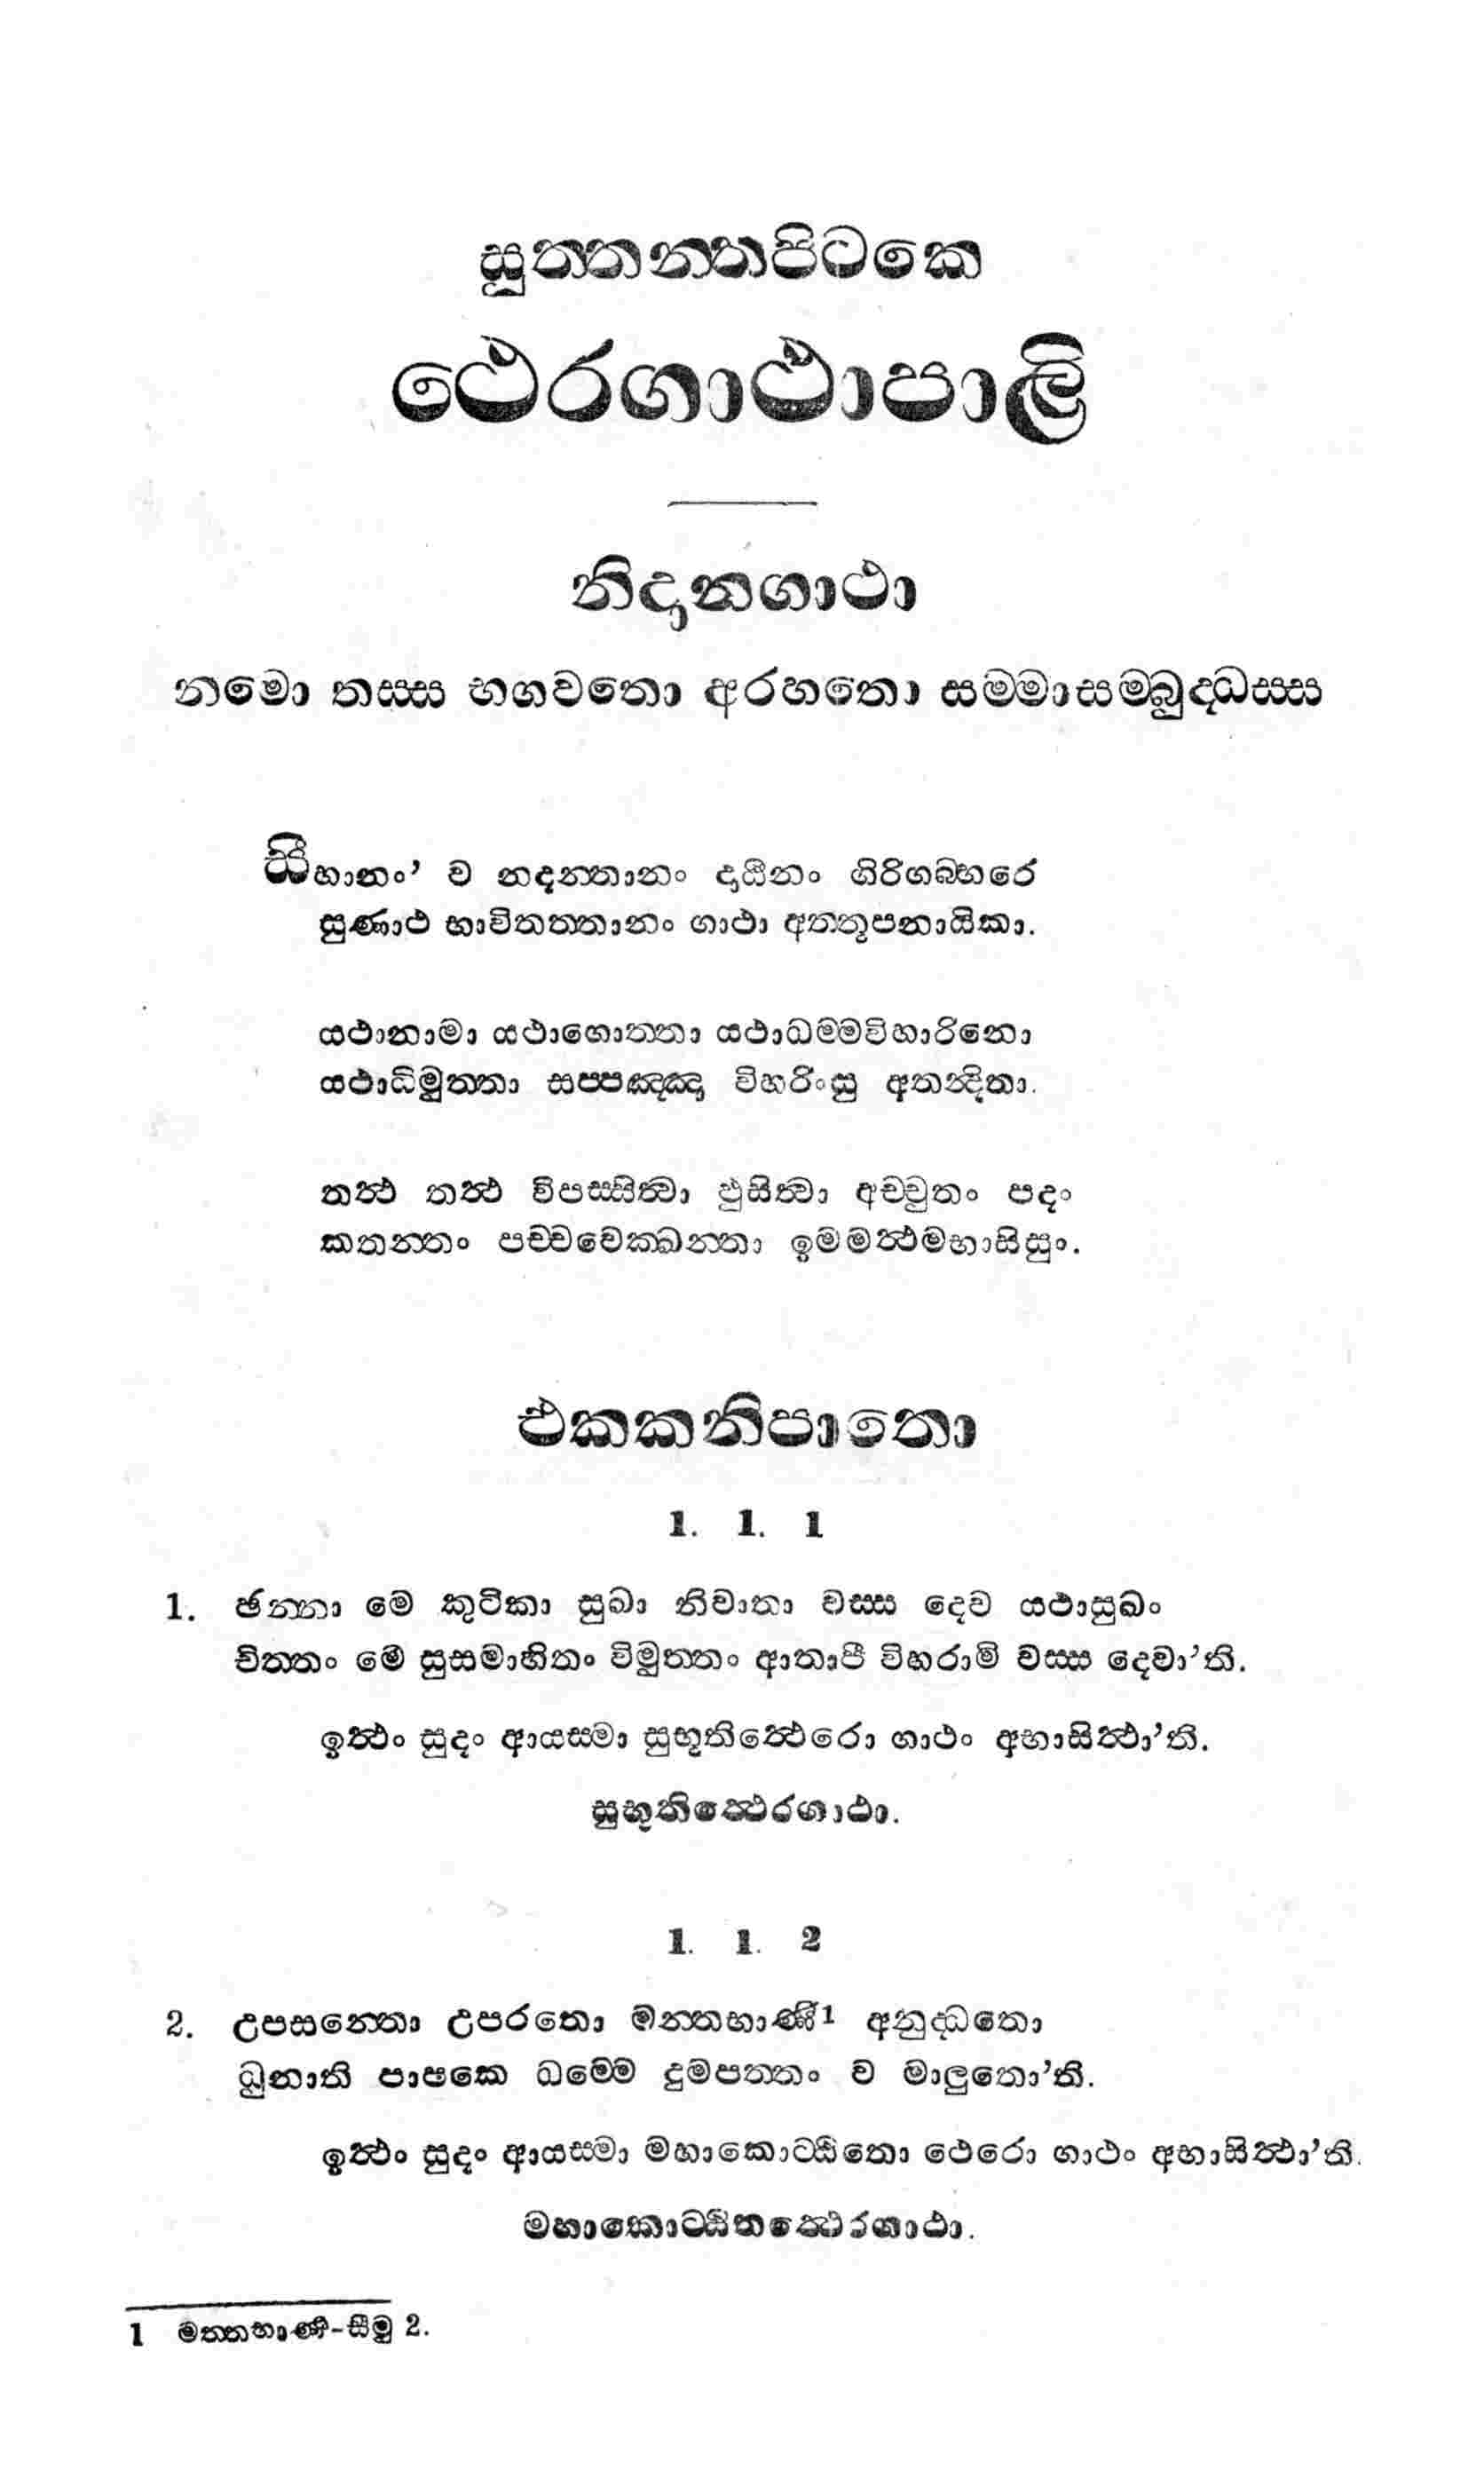 සුත්තන්තපිටකෙ
ථෙරගාථාපාලි
නිදානගාථා
නමො තස්ස භගවතො අරහතො සම්මාසම්බුද්ධස්ස
සීහානං’ ව නදන්තානං දාඨීනං ගිරිගබ්භරෙ
සුණාථ භාවිතත්තානං ගාථා අත්තූපනායිකා.
යථානාමා යථාගොත්තා යථාධම්මවිහාරිනො
යථාධිමුත්තා සප්පඤ්ඤා විහරිංසු අතන්දිතා.
තත්ථ තත්ථ විපස්සිත්වා ඵුසිත්වා අච්චුතං පදං
කතන්තං පච්චවෙක්ඛන්තා ඉමමත්ථමභාසිසුං.
එකකනිපාතො
1. 1. 1
1. ඡන්නා මෙ කුටිකා සුඛා නිවාතා වස්ස දෙව යථාසුඛං
චිත්තං මෙ සුසමාහිතං විමුත්තං ආතාපී විහරාමි වස්ස දෙවා’ති.
ඉත්ථං සුදං ආයස්මා සුභූතිත්ථෙරො ගාථං අභාසිත්ථා’ති.
සුභූතිත්ථෙරගාථා.
1. 1. 2
2. උපසන්තො උපරතො මන්තභාණී1 අනුද්ධතො
ධුනාති පාපකෙ ධම්මෙ දුමපත්තං ව මාලුතො’ති.
ඉත්ථං සුදං ආයස්මා මහාකොට්ඨිතො ථෙරො ගාථං අභාසිත්ථා’ති.
මහාකොට්ඨිතත්ථෙරගාථා.
1 මත්තභාණී-සීමු 2.